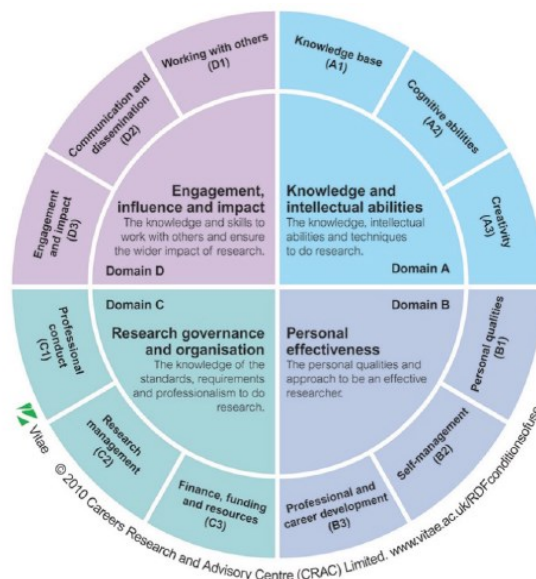 Working with others
(D1)
Communication and
dissemination
(D2)
Engagement
and impact
(D3)
Engagement,
influence and impact
The knowledge and skills to
work with others and ensure
the wider impact of research.
Domain D
Knowledge base
(A1)
Cognitive abilities
(A2)
Creativity
(A3)
Knowledge and
intellectual abilities
The knowledge, intellectual
abilities and techniques
to do research.
Domain A
Domain C
Research governance
and organisation
The knowledge of the
standards, requirements
and professionalism to do
research.
Professional
conduct
(C1)
Research
management
(C2)
Finance, funding
and resources
(C3)
Domain B
Personal
effectiveness
The personal qualities and
approach to be an effective
researcher.
Personal qualities
(B1)
Self-management
(B2)
Professional and
career development
(B3)
Vitae
© 2010 Careers Research and Advisory Centre (CRAC) Limited. www.vitae.ac.uk/RDFconditionsofuse